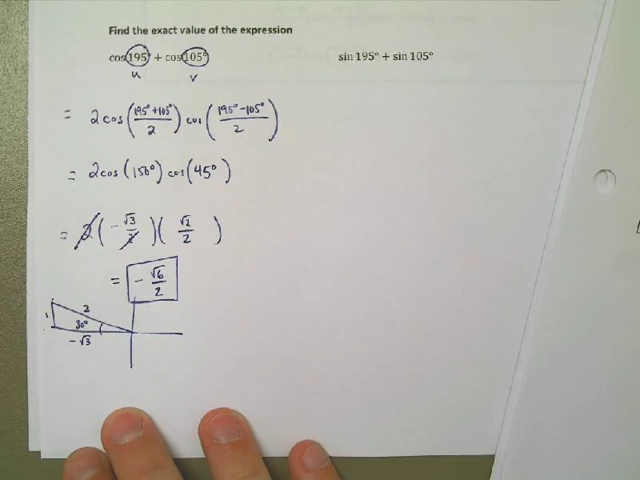 Find the exact value of the expression
cos 195° + cos 105°
u v
= 2cos(195°+105°/2) cos(195°-105°/2)
= 2cos(150°) cos(45°)
= 2(-√3/2)(√2/2)
= -√6/2
2
1 30°
-√3
sin 195° + sin 105°